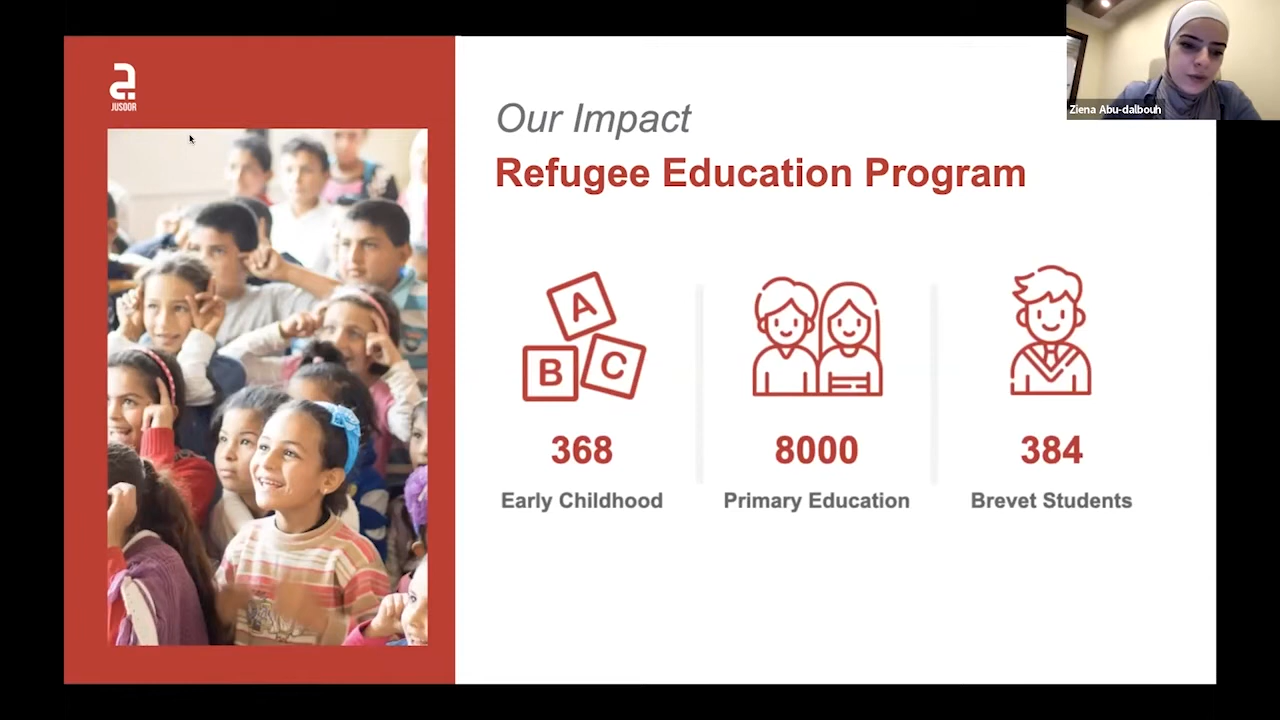 JUSOOR
Our Impact
Refugee Education Program
A
B
C
368
8000
384
Early Childhood
Primary Education
Brevet Students
Ziena Abu-dalbouh